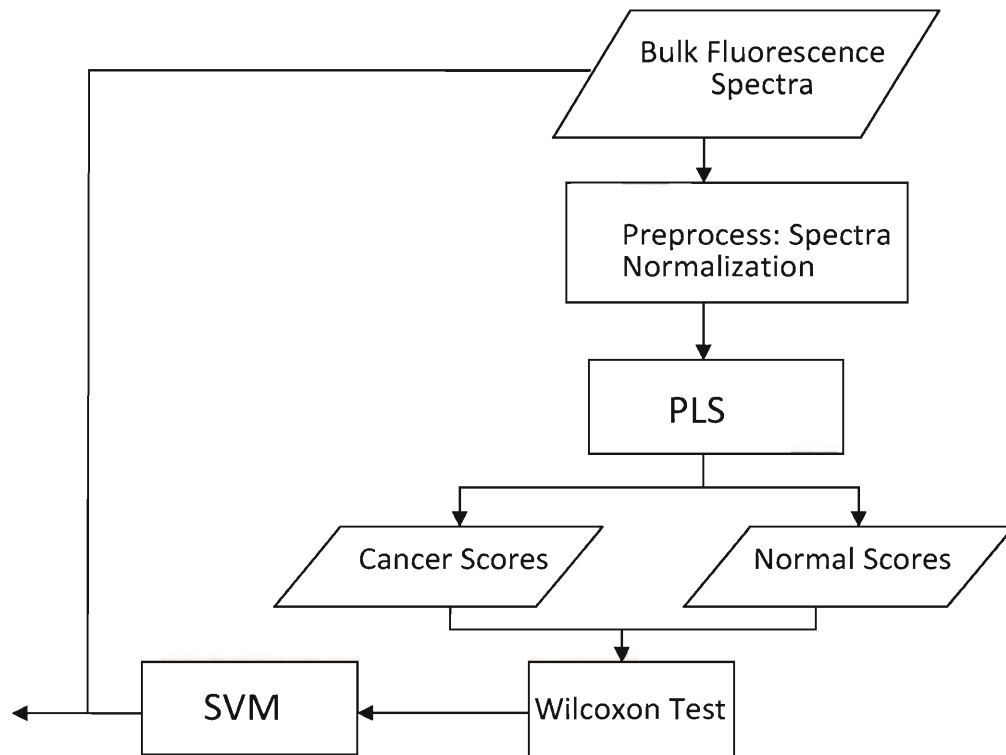 Bulk Fluorescence
Spectra
Preprocess: Spectra
Normalization
PLS
Cancer Scores
Normal Scores
SVM
Wilcoxon Test